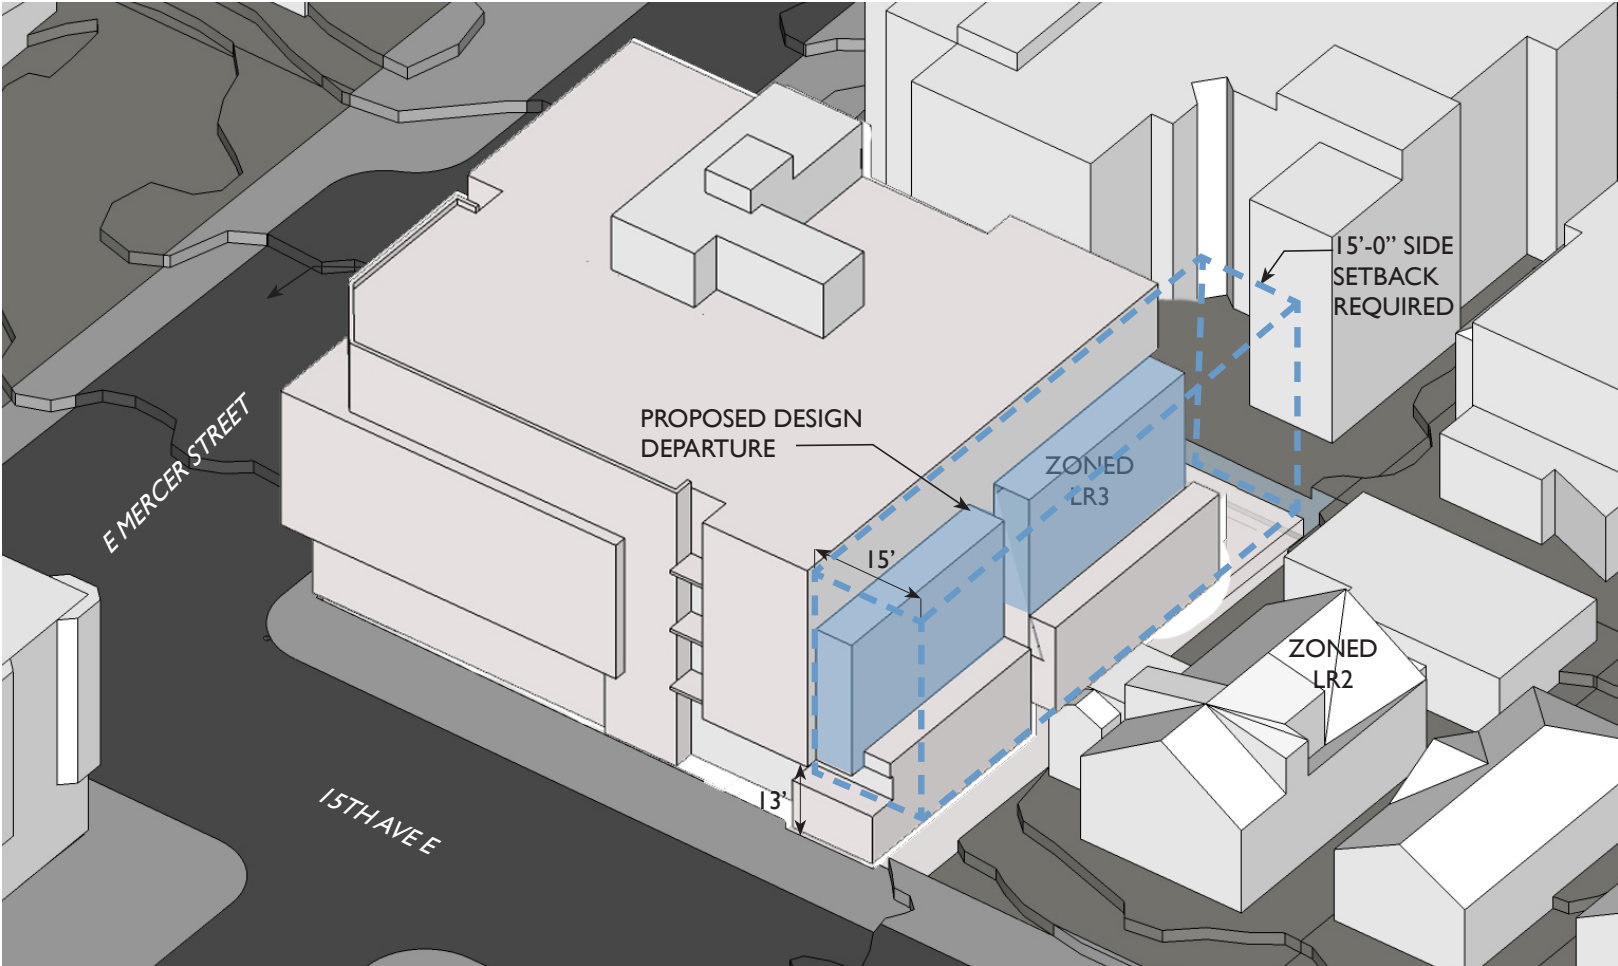 15’-0” SIDE
SETBACK
REQUIRED
PROPOSED DESIGN
DEPARTURE
ZONED
LR3
E MERCER STREET
15’
ZONED
LR2
13’
15TH AVE E